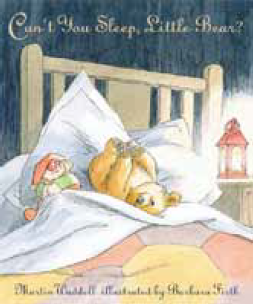 Can't You Sleep, Little Bear?
Martin Waddell illustrated by Barbara Firth